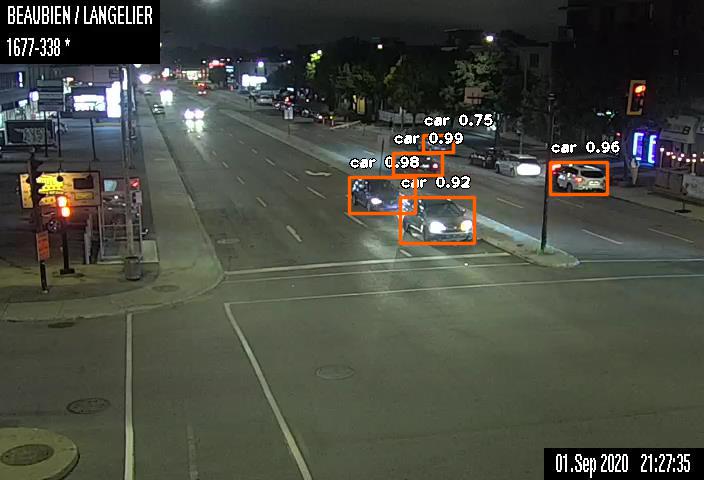 BEAUBIEN / LANGELIER
1677-338 *
car 0.75
car 0.99
car 0.96
car 0.98
car 0.92
01.Sep 2020 21:27:35